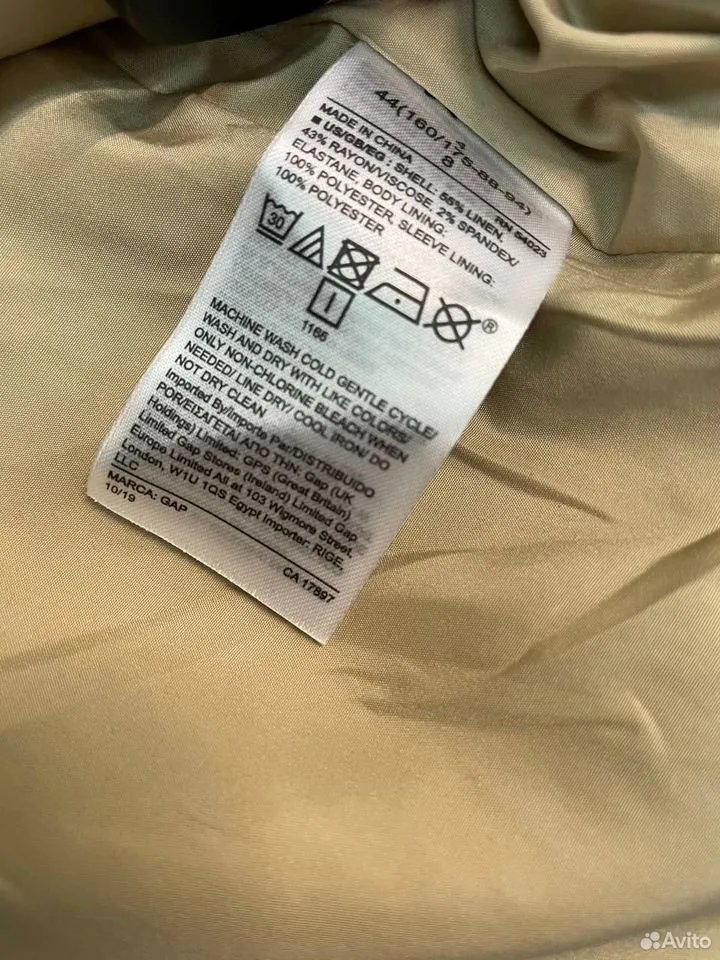 44(160/175-88-94)
8
MADE IN CHINA
RN 54023
■ US/GB/EG : SHELL: 55% LINEN,
43% RAYON/VISCOSE, 2% SPANDEX/
ELASTANE, BODY LINING:
100% POLYESTER, SLEEVE LINING:
100% POLYESTER
30
®
1166
MACHINE WASH COLD GENTLE CYCLE/
WASH AND DRY WITH LIKE COLORS/
ONLY NON-CHLORINE BLEACH WHEN
NEEDED/ LINE DRY/ COOL IRON/ DO
NOT DRY CLEAN
Imported By/Importe Par/DISTRIBUIDO
POR/ΕΙΣΑΓΕΤΑΙ ΑΠΟ ΤΗΝ: Gap (UK
Holdings) Limited: GPS (Great Britain)
Limited Gap Stores (Ireland) Limited Gap
Europe Limited All at 103 Wigmore Street,
London, W1U 1QS Egypt Importer: RIGE,
LLC
MARCA: GAP
10/19
CA 17897
Avito